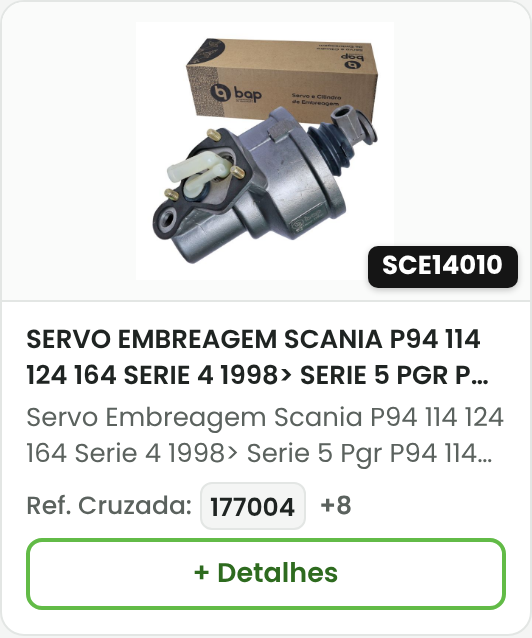 bap
Servo e Cilindro
de Embreagem
SCE14010
SERVO EMBREAGEM SCANIA P94 114
124 164 SERIE 4 1998> SERIE 5 PGR P...
Servo Embreagem Scania P94 114 124
164 Serie 4 1998> Serie 5 Pgr P94 114...
Ref. Cruzada: 177004 +8
+ Detalhes